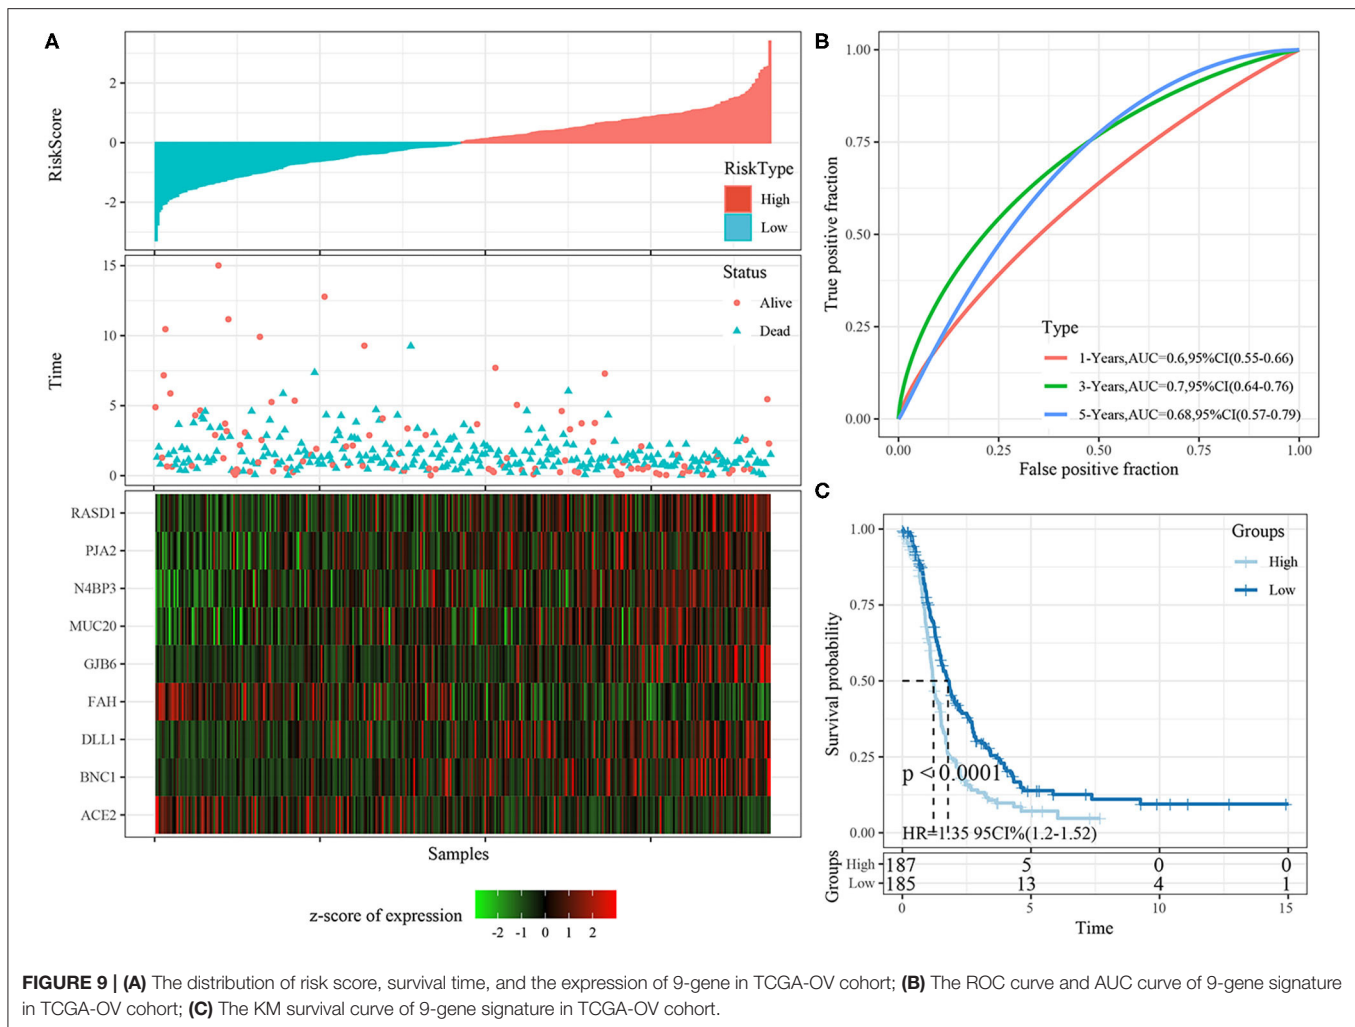 A
RiskScore
2
0
-2
RiskType
High
Low
Time
15
10
5
0
Status
Alive
Dead
RASD1
PJA2
N4BP3
MUC20
GJB6
FAH
DLL1
BNC1
ACE2
Samples
z-score of expression
-2 -1 0 1 2
B
True positive fraction
1.00
0.75
0.50
0.25
0.00
Type
1-Years,AUC=0.6,95%CI(0.55-0.66)
3-Years,AUC=0.7,95%CI(0.64-0.76)
5-Years,AUC=0.68,95%CI(0.57-0.79)
0.00 0.25 0.50 0.75 1.00
False positive fraction
C
Survival probability
1.00
0.75
0.50
0.25
0.00
Groups
High
Low
p < 0.0001
HR=1.35 95CI%(1.2-1.52)
Groups
High 187 5 0 0
Low 185 13 4 1
0 5 10 15
Time
FIGURE 9 | (A) The distribution of risk score, survival time, and the expression of 9-gene in TCGA-OV cohort; (B) The ROC curve and AUC curve of 9-gene signature
in TCGA-OV cohort; (C) The KM survival curve of 9-gene signature in TCGA-OV cohort.